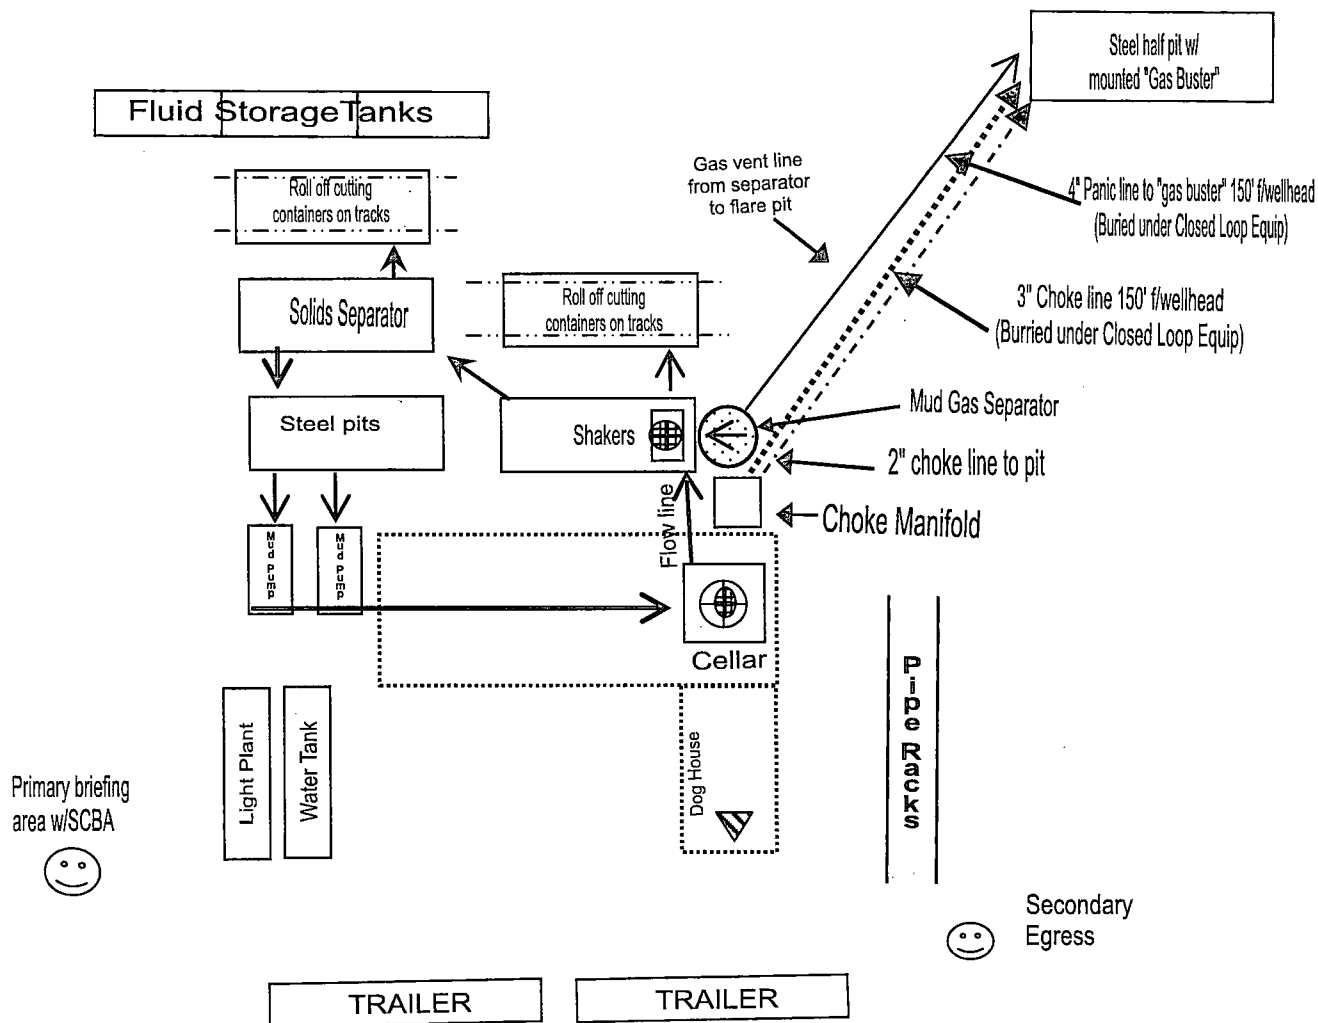 Steel half pit w/
mounted "Gas Buster"
Fluid StorageTanks
Gas vent line
from separator
to flare pit
Roll off cutting
containers on tracks
4" Panic line to "gas buster" 150' f/wellhead
(Buried under Closed Loop Equip)
Solids Separator
Roll off cutting
containers on tracks
3" Choke line 150' f/wellhead
(Burried under Closed Loop Equip)
Steel pits
Shakers
Mud Gas Separator
2" choke line to pit
Flow line
Choke Manifold
Mud Pump
Mud Pump
Cellar
Pipe Racks
Light Plant
Water Tank
Dog House
Primary briefing
area w/SCBA
Secondary
Egress
TRAILER
TRAILER